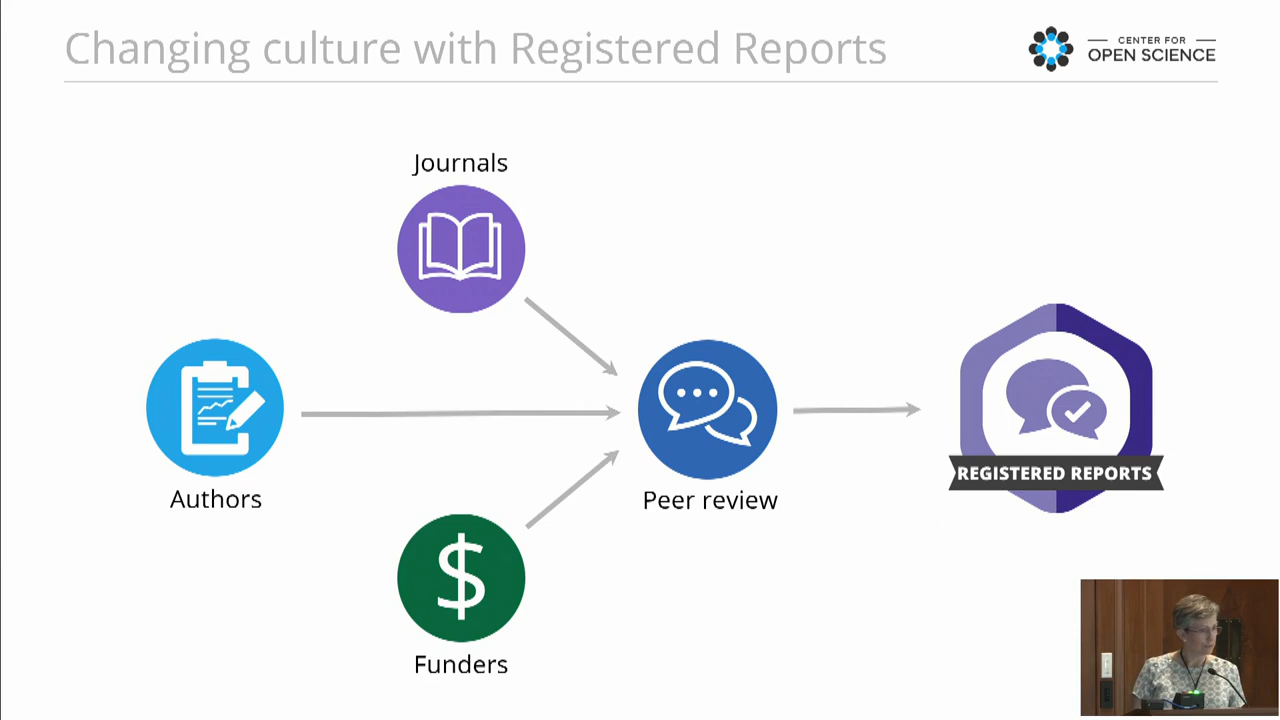 Changing culture with Registered Reports
CENTER FOR
OPEN SCIENCE
Journals
Authors
Peer review
REGISTERED REPORTS
$
Funders